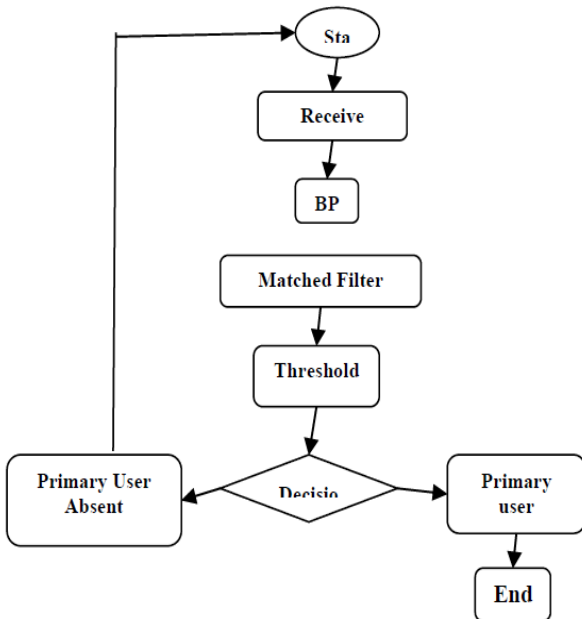 Sta
Receive
BP
Matched Filter
Threshold
Decisio
Primary User
Absent
Primary
user
End